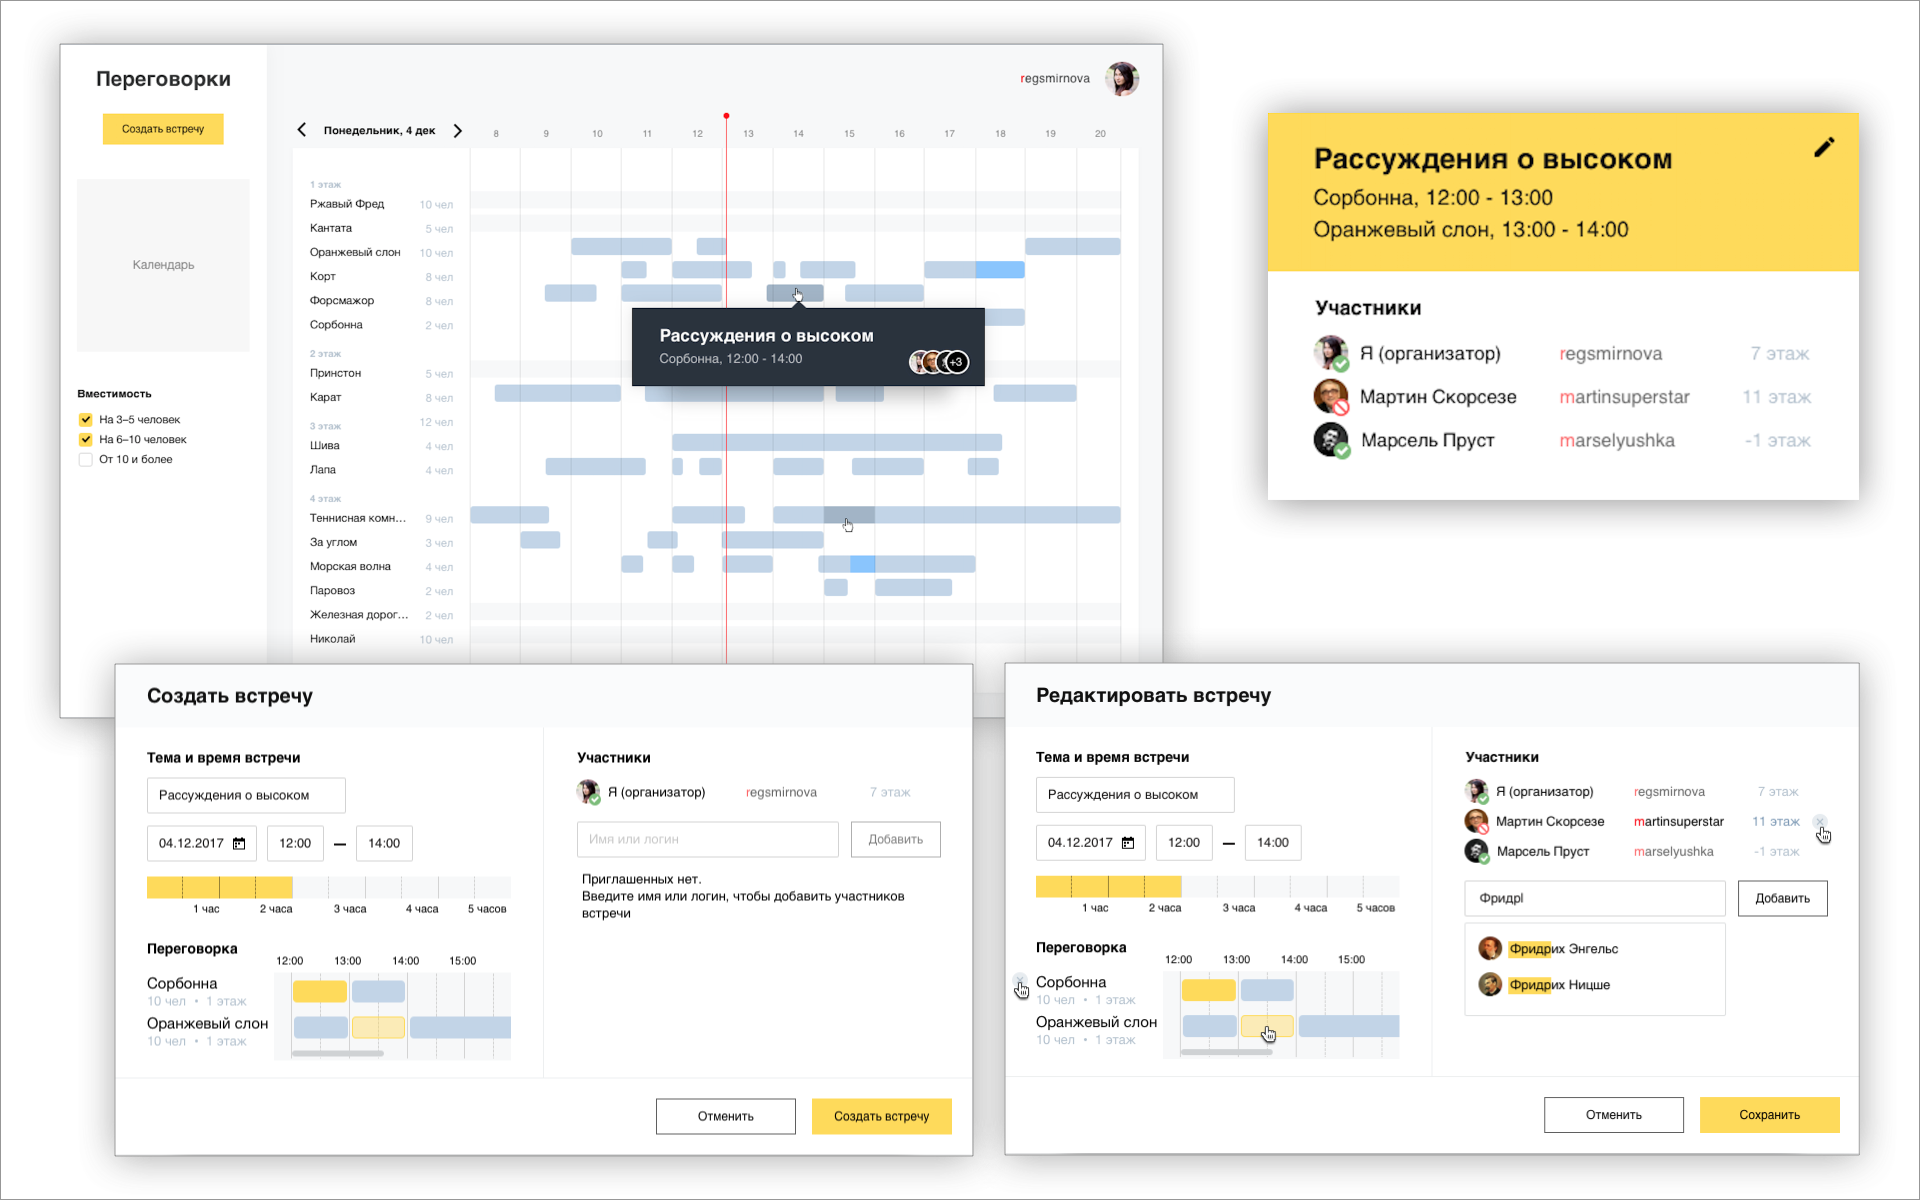 Переговорки
regsmirnova
Создать встречу
Понедельник, 4 дек
8 9 10 11 12 13 14 15 16 17 18 19 20
Календарь
Вместимость
На 3–5 человек
На 6–10 человек
От 10 и более
1 этаж
Ржавый Фред 10 чел
Кантата 5 чел
Оранжевый слон 10 чел
Корт 8 чел
Форсмажор 8 чел
Сорбонна 2 чел
2 этаж
Принстон 5 чел
Карат 8 чел
12 чел
3 этаж
Шива 4 чел
Лапа 4 чел
4 этаж
Теннисная комн... 9 чел
За углом 3 чел
Морская волна 4 чел
Паровоз 2 чел
Железная дорог... 2 чел
Николай 10 чел
Рассуждения о высоком
Сорбонна, 12:00 - 14:00
+3
Рассуждения о высоком
Сорбонна, 12:00 - 13:00
Оранжевый слон, 13:00 - 14:00
Участники
Я (организатор) regsmirnova 7 этаж
Мартин Скорсезе martinsuperstar 11 этаж
Марсель Пруст marselyushka -1 этаж
Создать встречу
Тема и время встречи
Рассуждения о высоком
04.12.2017 12:00 — 14:00
1 час 2 часа 3 часа 4 часа 5 часов
Переговорка
12:00 13:00 14:00 15:00
Сорбонна
10 чел • 1 этаж
Оранжевый слон
10 чел • 1 этаж
Участники
Я (организатор) regsmirnova 7 этаж
Имя или логин Добавить
Приглашенных нет.
Введите имя или логин, чтобы добавить участников
встречи
Отменить Создать встречу
Редактировать встречу
Тема и время встречи
Рассуждения о высоком
04.12.2017 12:00 — 14:00
1 час 2 часа 3 часа 4 часа 5 часов
Переговорка
12:00 13:00 14:00 15:00
Сорбонна
10 чел • 1 этаж
Оранжевый слон
10 чел • 1 этаж
Участники
Я (организатор) regsmirnova 7 этаж
Мартин Скорсезе martinsuperstar 11 этаж
Марсель Пруст marselyushka -1 этаж
Фридр| Добавить
Фридрих Энгельс
Фридрих Ницше
Отменить Сохранить